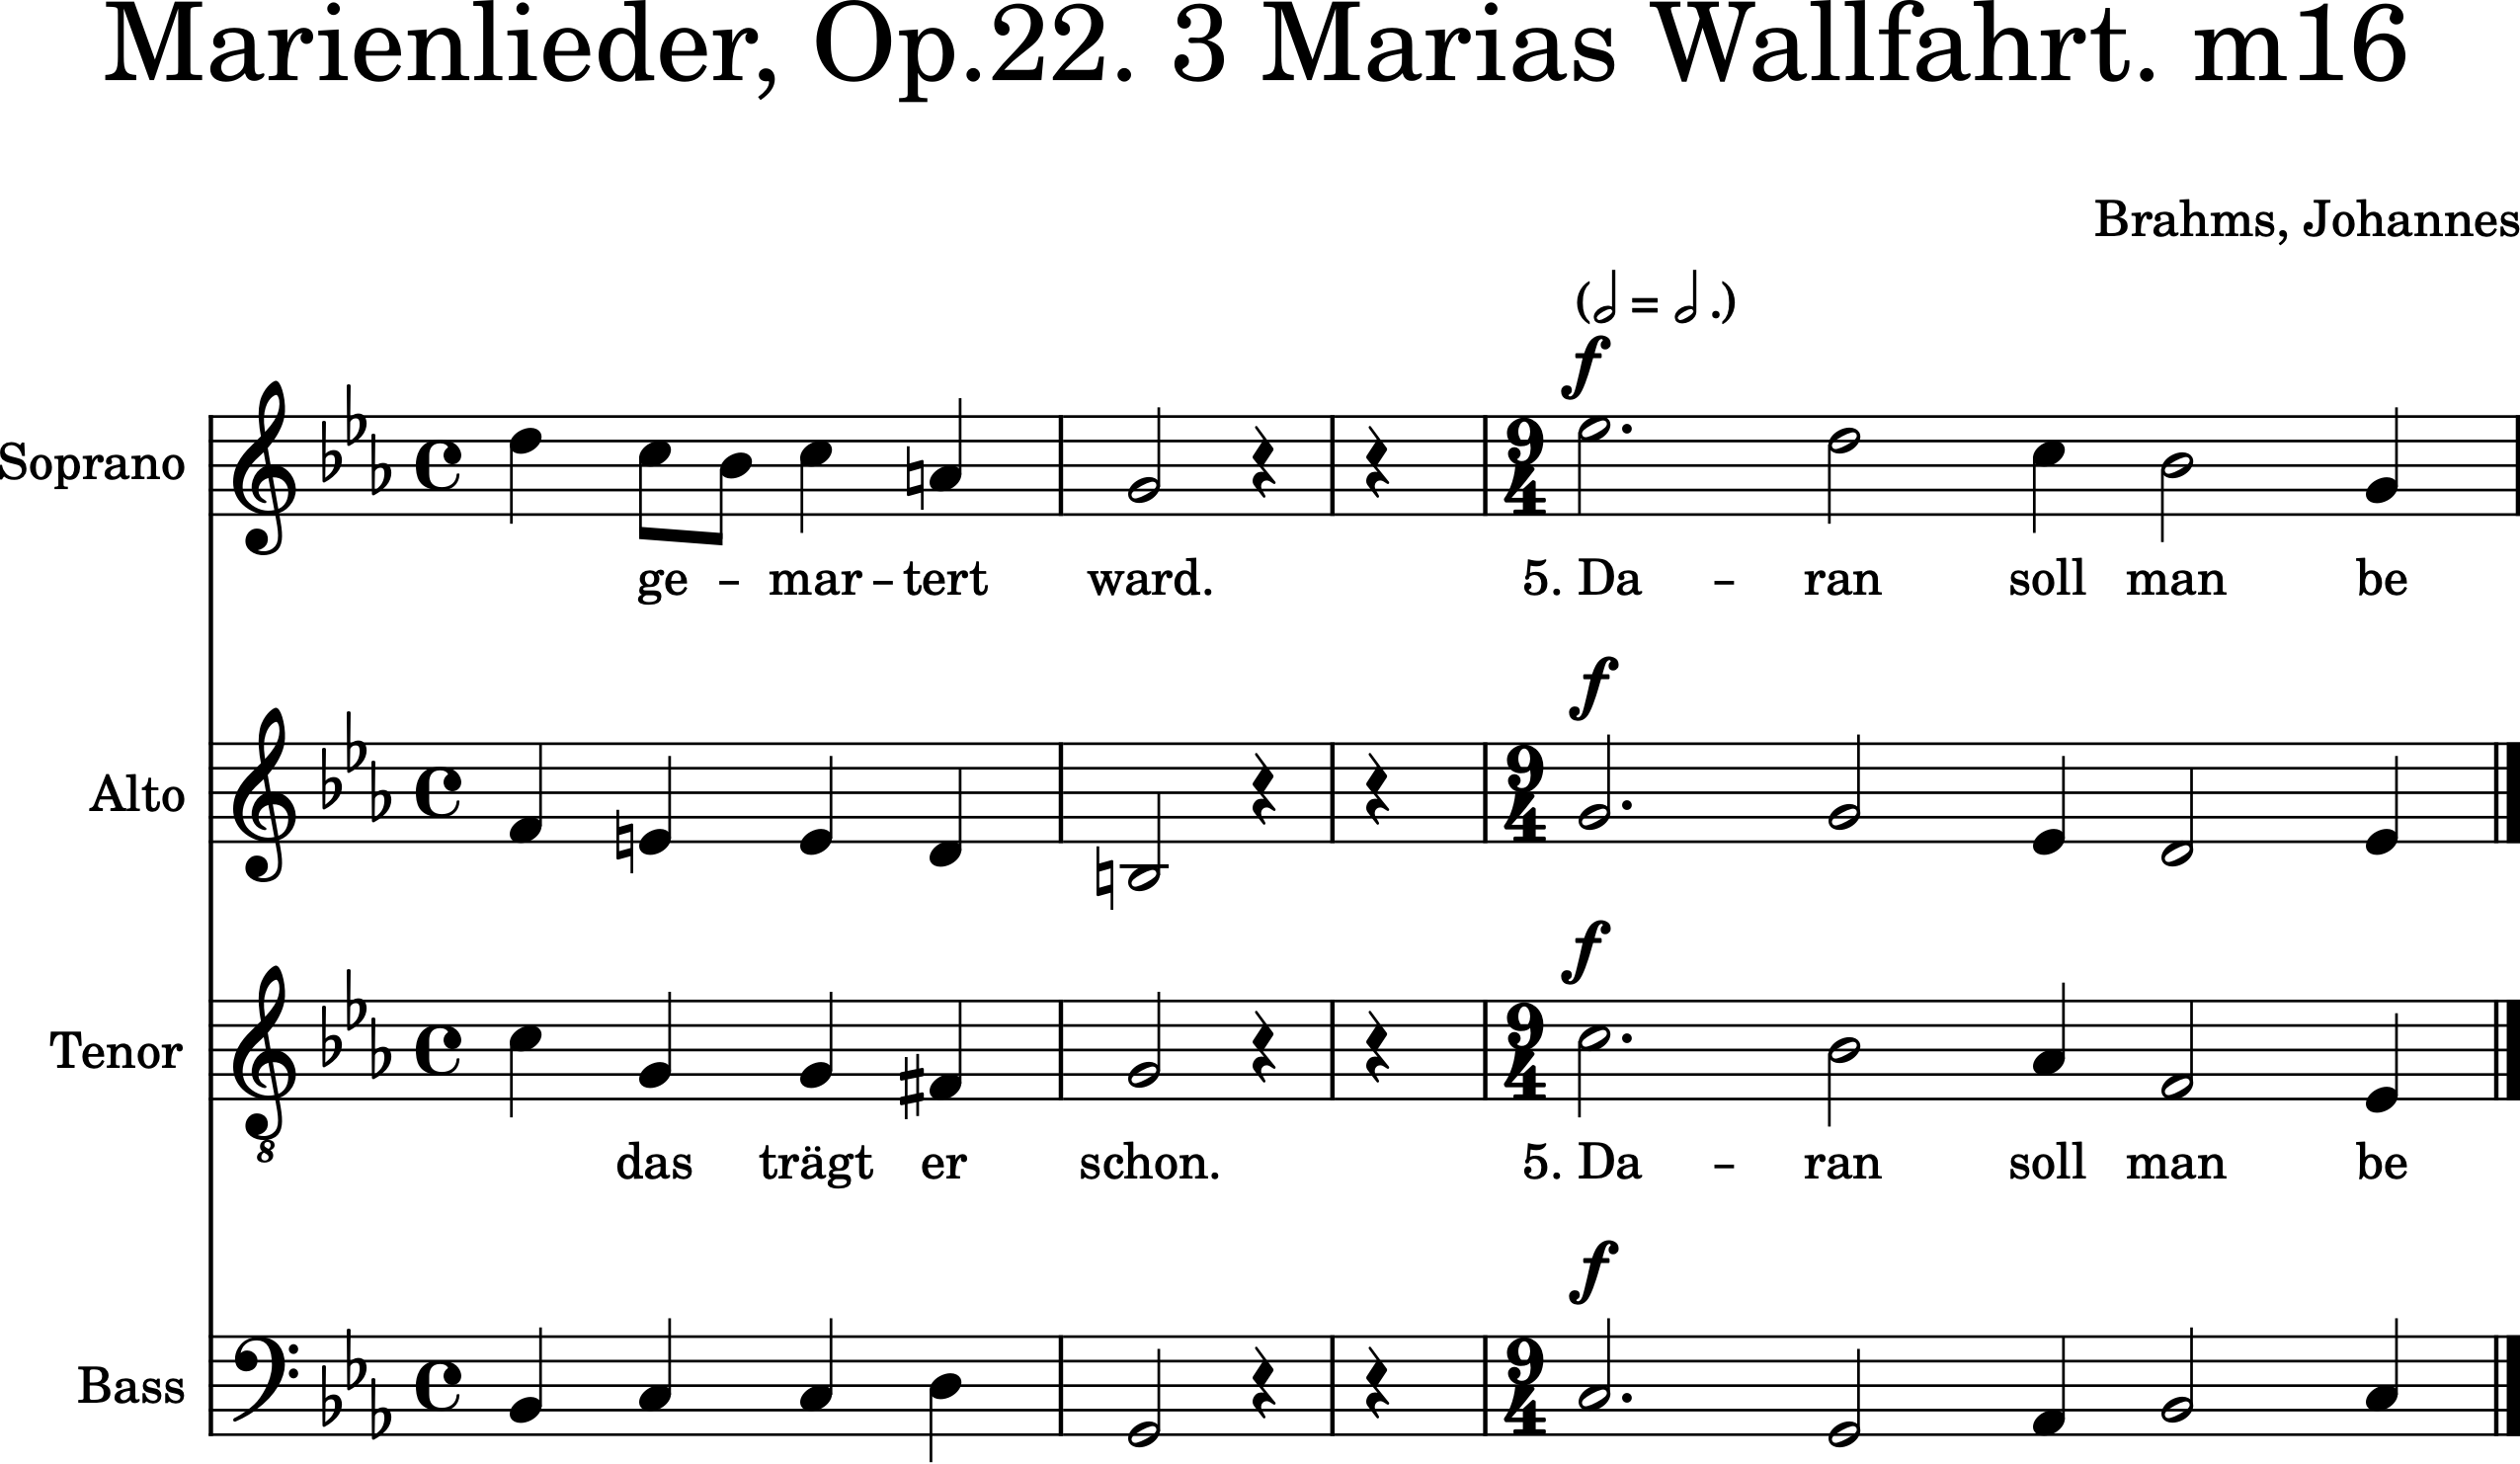 Marienlieder, Op.22. 3 Marias Wallfahrt. m16
Brahms, Johannes
( = .)
f
Soprano
ge – mar – tert ward. 5. Da – ran soll man be
f
Alto
f
Tenor
8
das trägt er schon. 5. Da – ran soll man be
f
Bass